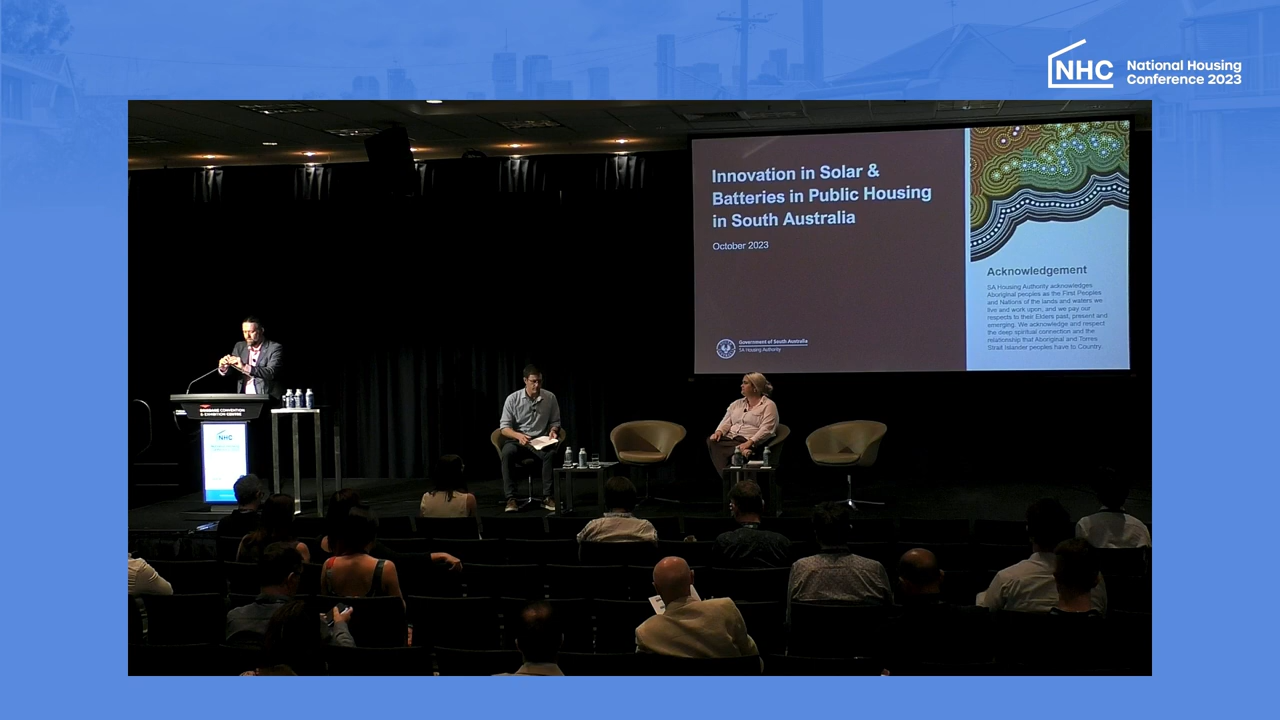 NHC
National Housing
Conference 2023
Innovation in Solar &
Batteries in Public Housing
in South Australia
October 2023
Government of South Australia
SA Housing Authority
Acknowledgement
SA Housing Authority acknowledges
Aboriginal peoples as the First Peoples
and Nations of the lands and waters we
live and work upon, and we pay our
respects to their Elders past, present and
emerging. We acknowledge and respect
the deep spiritual connection and the
relationship that Aboriginal and Torres
Strait Islander peoples have to Country.
BRISBANE CONVENTION
& EXHIBITION CENTRE
NHC